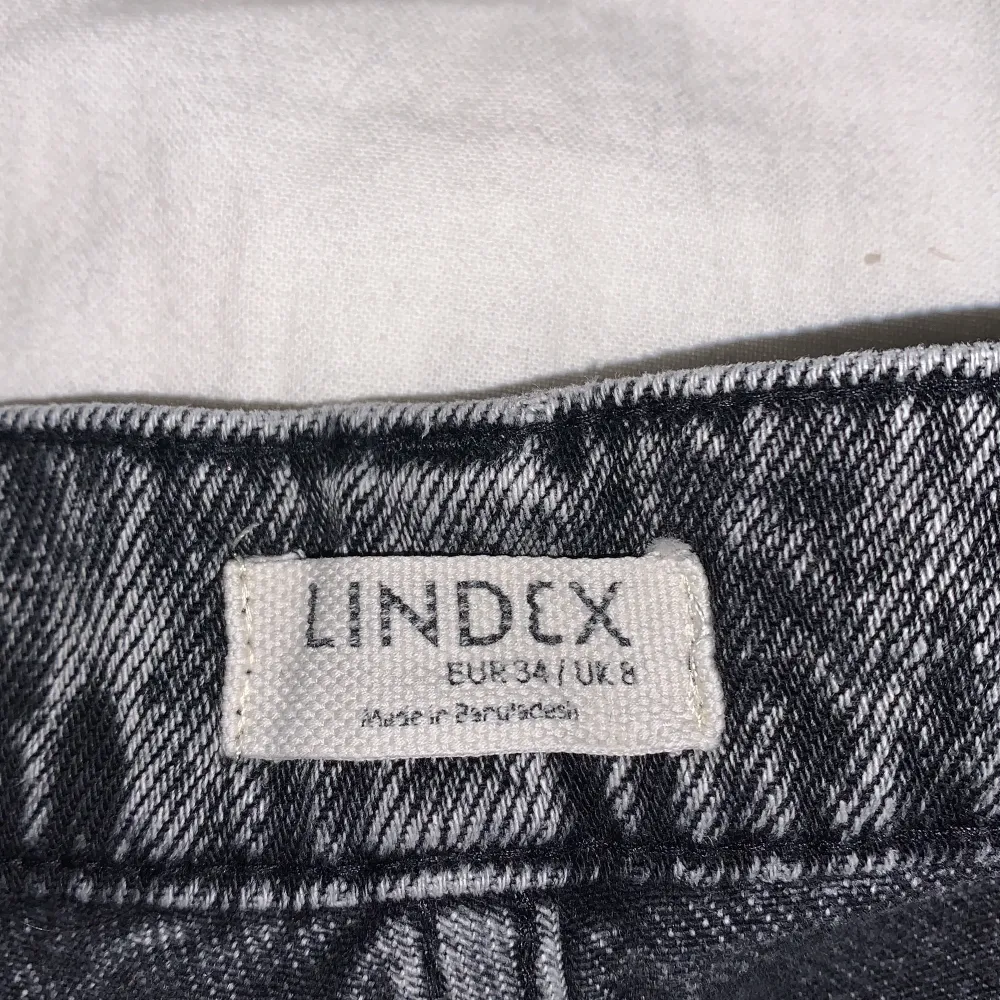 LINDEX
EUR 34 / UK 8
Made in Bangladesh